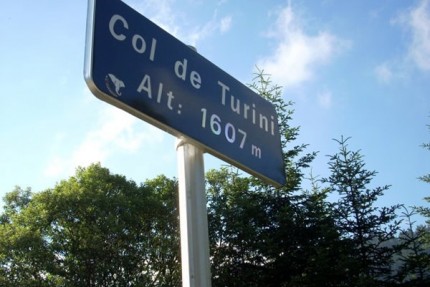 Col de Turini
Alt: 1607 m